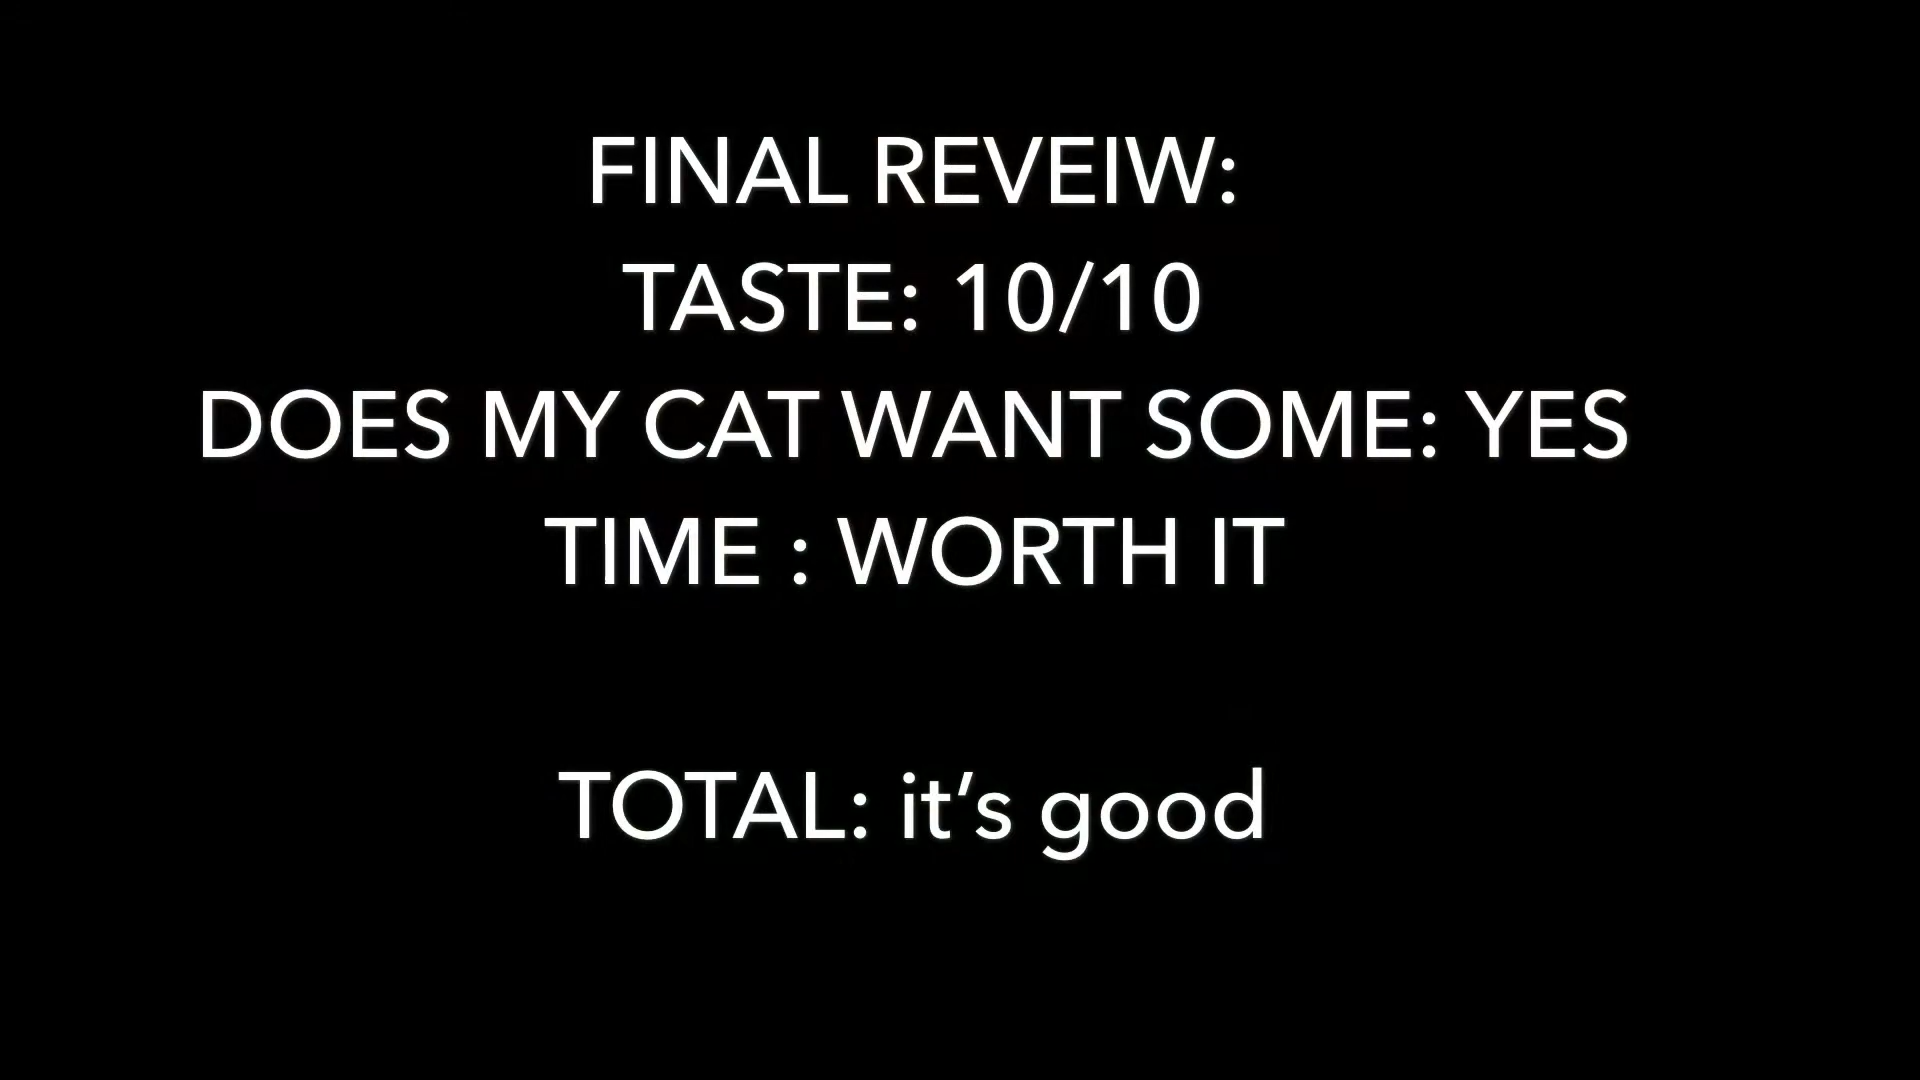 FINAL REVEIW:
TASTE: 10/10
DOES MY CAT WANT SOME: YES
TIME : WORTH IT
TOTAL: it’s good